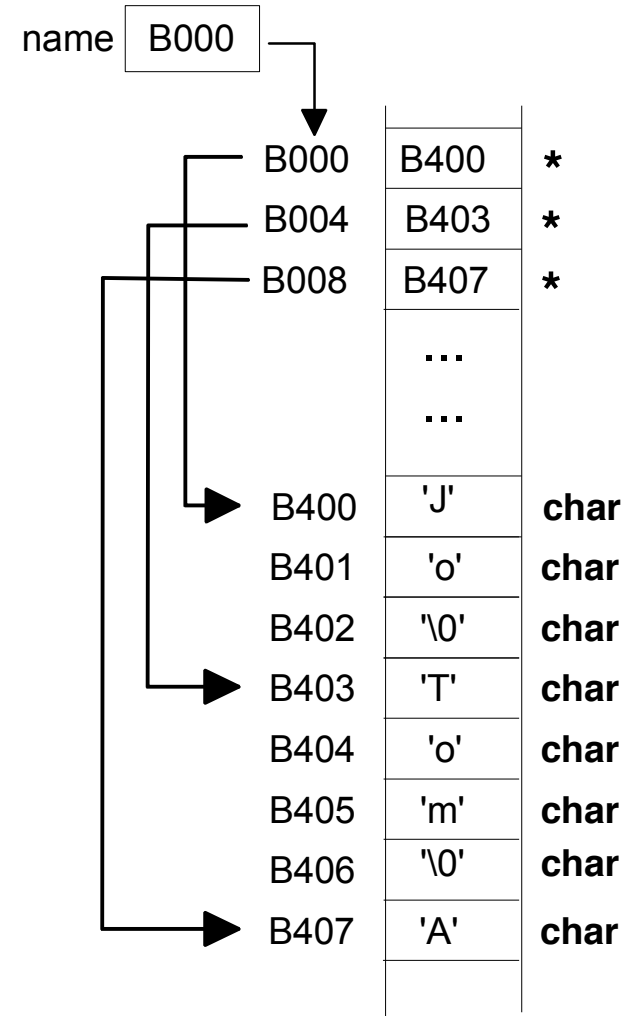 name B000
B000 B400 *
B004 B403 *
B008 B407 *
...
...
B400 'J' char
B401 'o' char
B402 '\0' char
B403 'T' char
B404 'o' char
B405 'm' char
B406 '\0' char
B407 'A' char